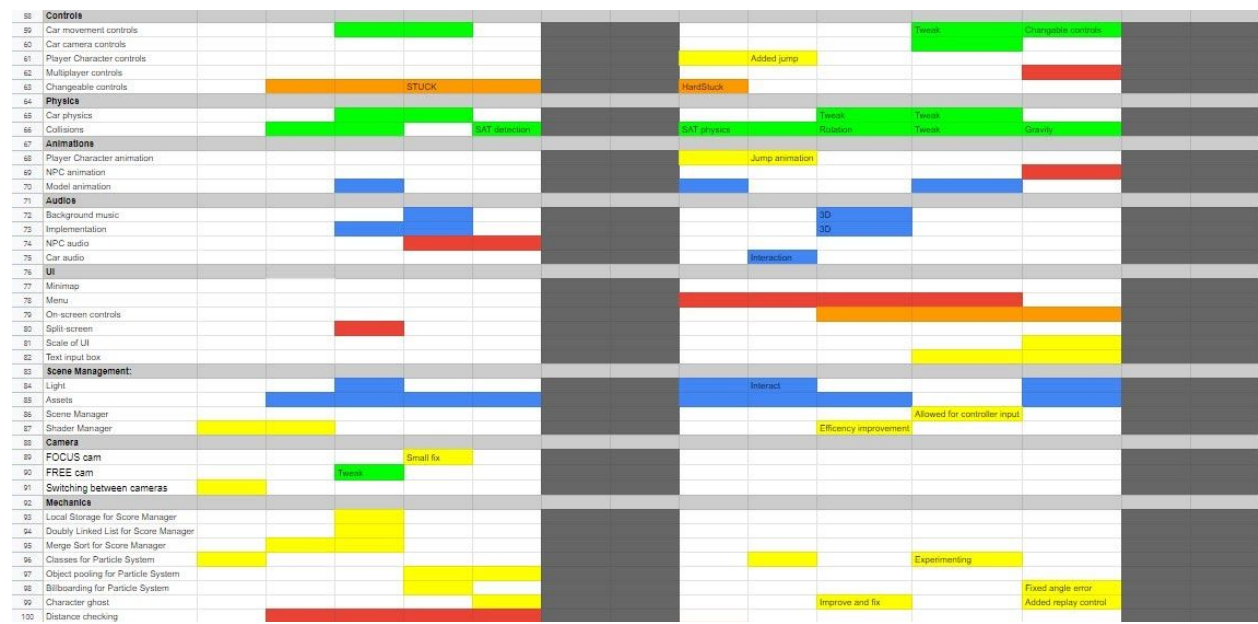 58 Controls
59 Car movement controls Tweak Changable controls
60 Car camera controls
61 Player Character controls Added jump
62 Multiplayer controls
63 Changeable controls STUCK HardStuck
64 Physics
65 Car physics Tweak Tweak
66 Collisions SAT detection SAT physics Rotation Tweak Gravity
67 Animations
68 Player Character animation Jump animation
69 NPC animation
70 Model animation
71 Audios
72 Background music 3D
73 Implementation 3D
74 NPC audio
75 Car audio Interaction
76 UI
77 Minimap
78 Menu
79 On-screen controls
80 Split-screen
81 Scale of UI
82 Text input box
83 Scene Management:
84 Light Interact
85 Assets
86 Scene Manager Allowed for controller input
87 Shader Manager Efficency improvement
88 Camera
89 FOCUS cam Small fix
90 FREE cam Tweak
91 Switching between cameras
92 Mechanics
93 Local Storage for Score Manager
94 Doubly Linked List for Score Manager
95 Merge Sort for Score Manager
96 Classes for Particle System Experimenting
97 Object pooling for Particle System
98 Billboarding for Particle System Fixed angle error
99 Character ghost Improve and fix Added replay control
100 Distance checking